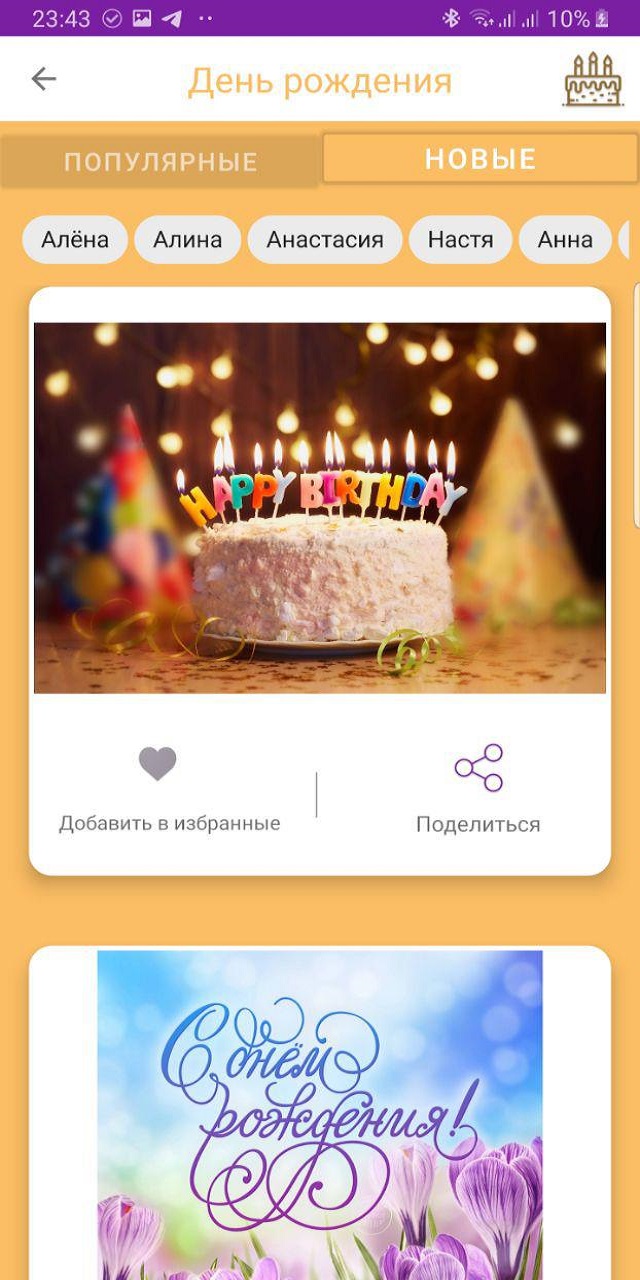 23:43 10%
День рождения
ПОПУЛЯРНЫЕ НОВЫЕ
Алёна Алина Анастасия Настя Анна
HAPPY BIRTHDAY
Добавить в избранные Поделиться
С днём
рождения!